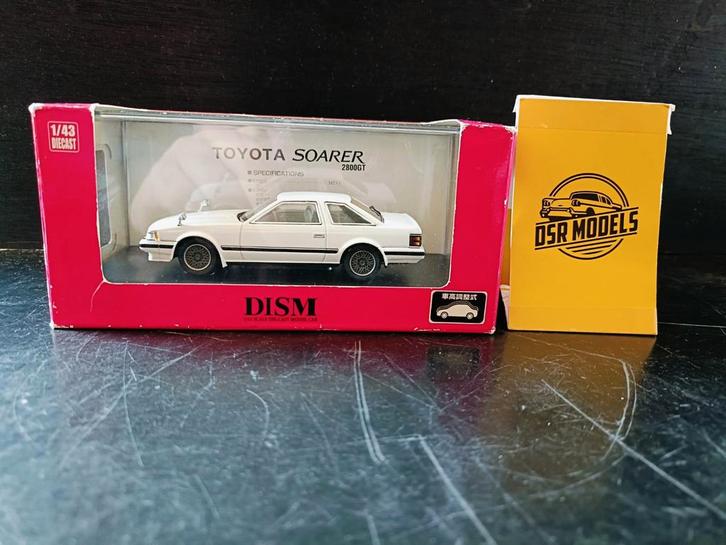 1/43
DIECAST
TOYOTA SOARER
2800GT
■ SPECIFICATIONS
DISM
車高調整式
DSR MODELS